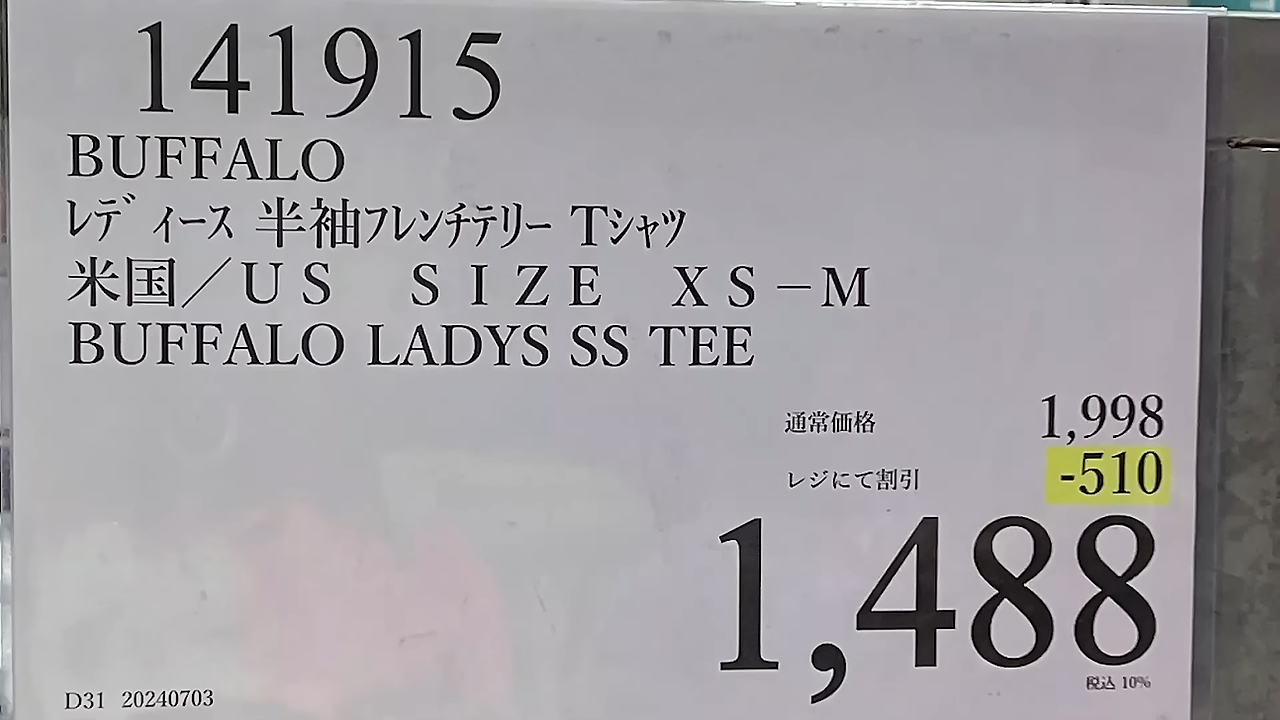 141915
BUFFALO
レディース 半袖フレンチテリー Tシャツ
米国／US　SIZE　XS－M
BUFFALO LADYS SS TEE
通常価格 1,998
レジにて割引 -510
1,488
税込 10%
D31 20240703